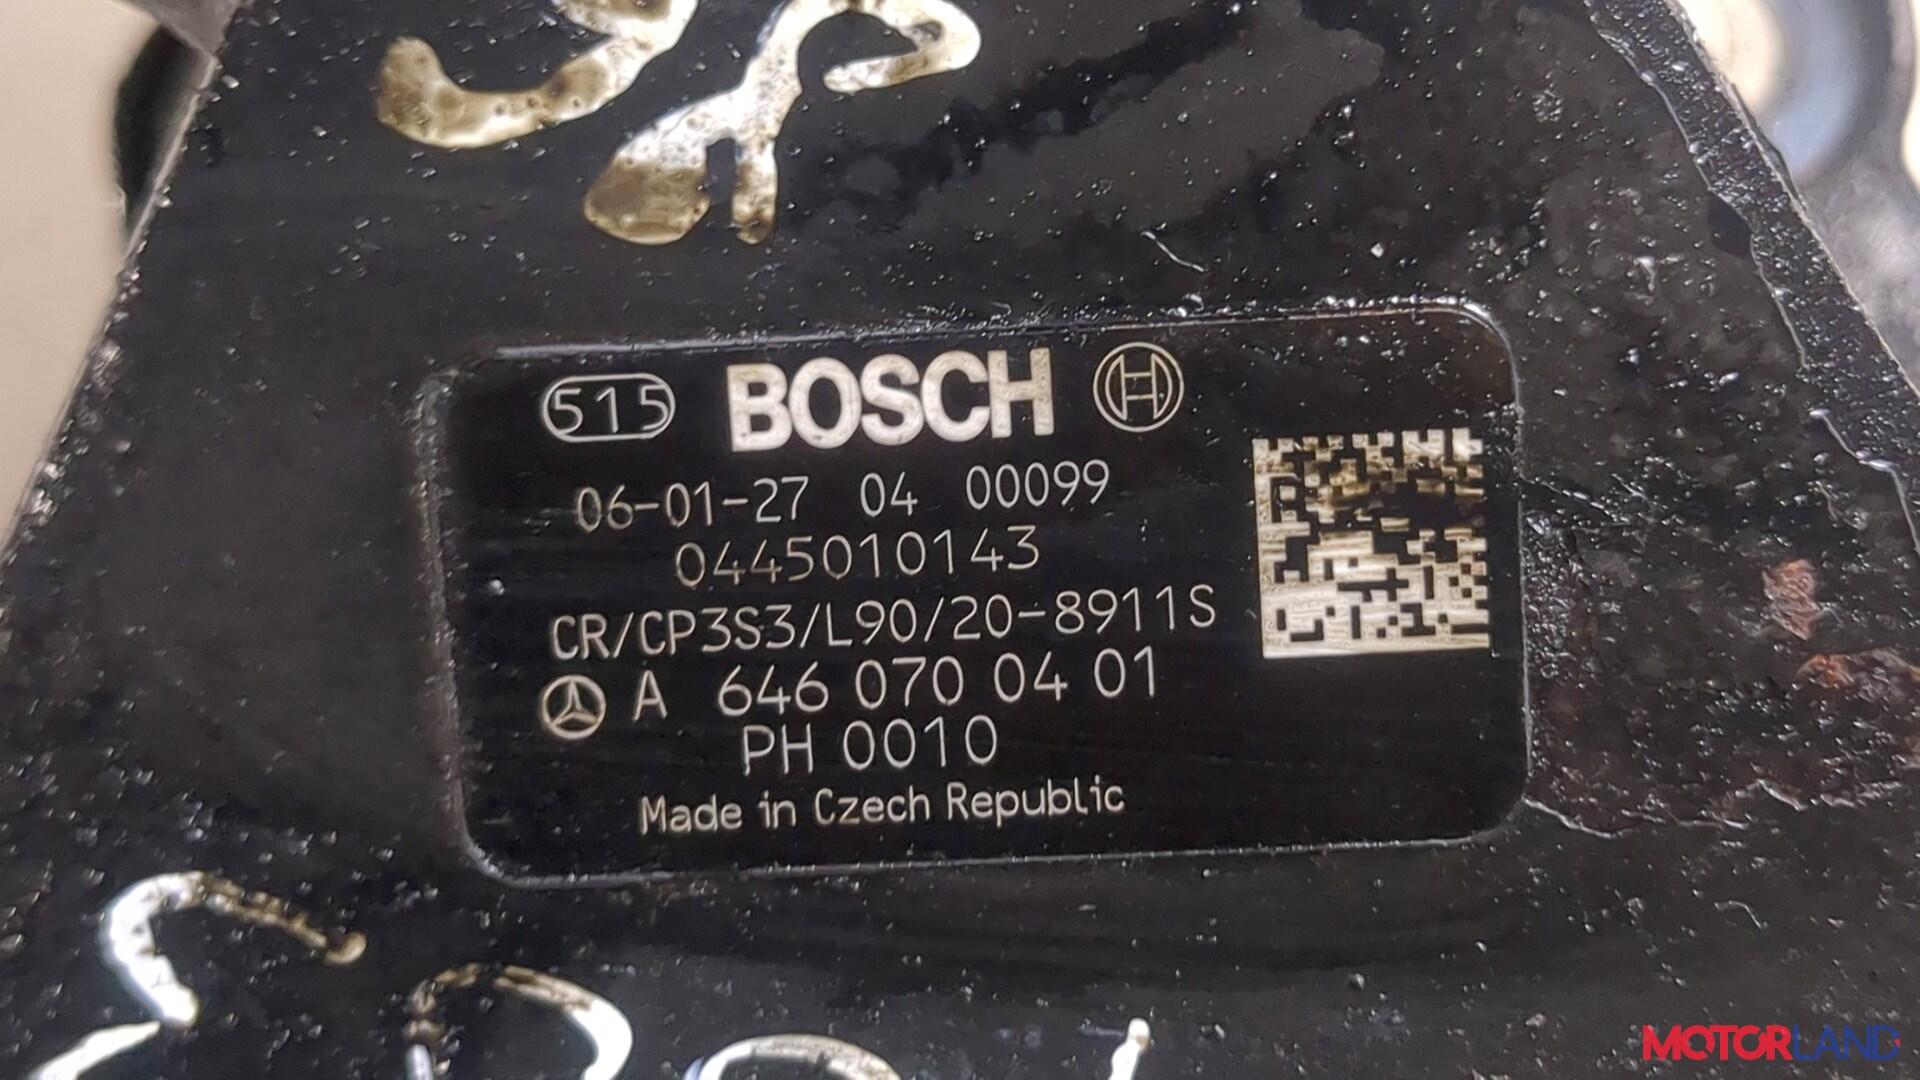 515 BOSCH
06-01-27 04 00099
0445010143
CR/CP3S3/L90/20-8911S
A 646 070 04 01
PH 0010
Made in Czech Republic
MOTORLAND